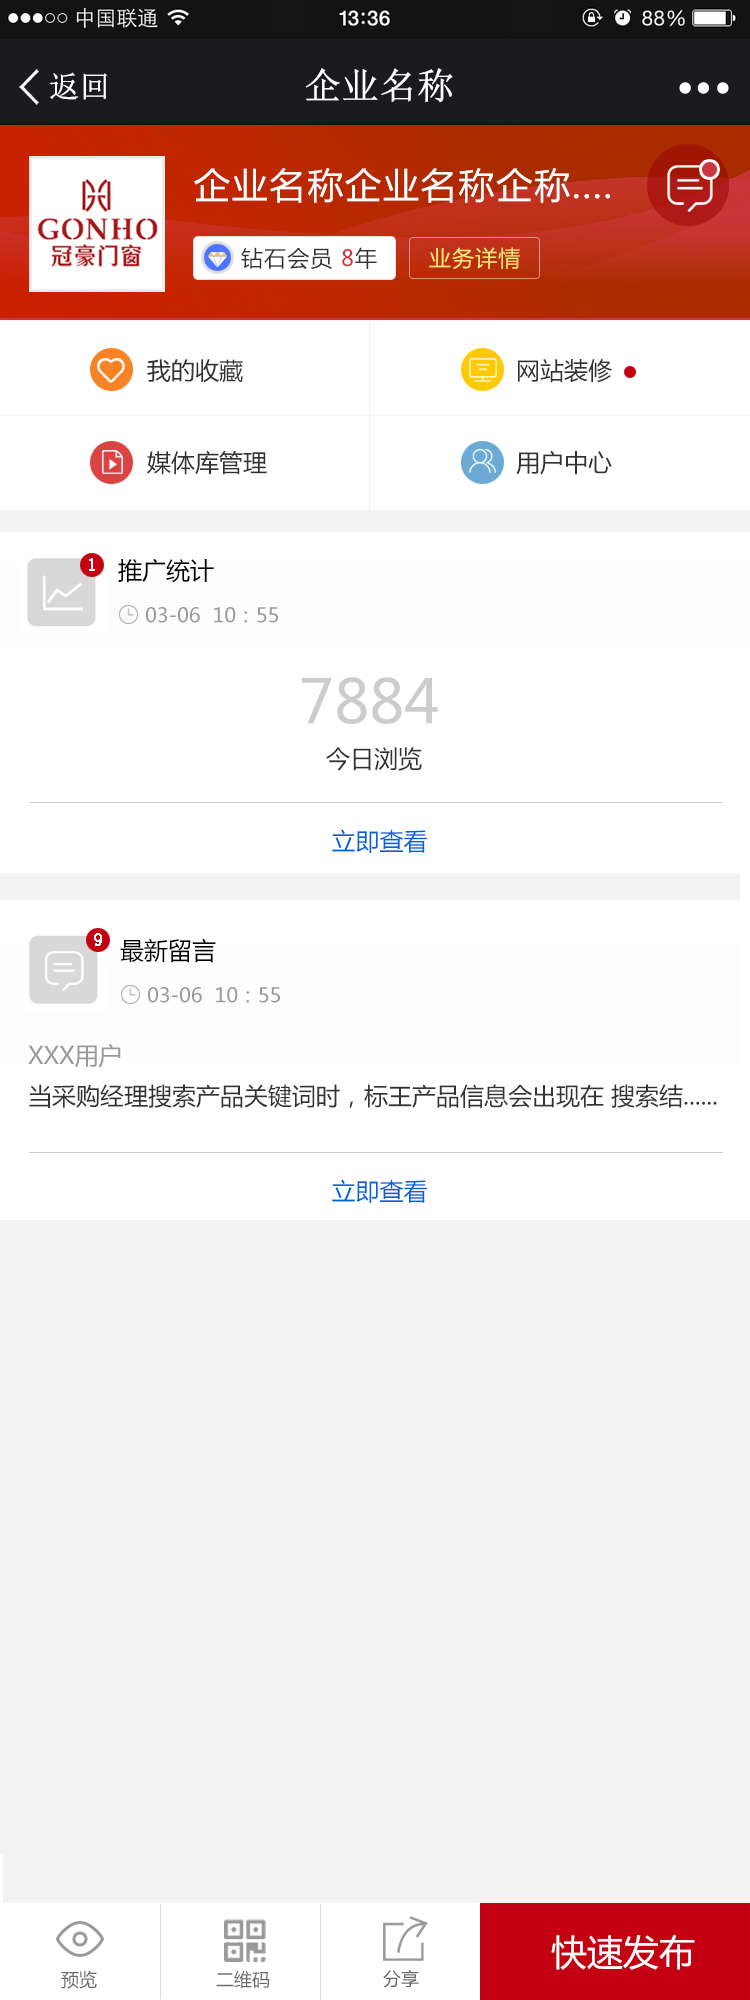 中国联通 13:36 88%
返回 企业名称
企业名称企业名称企称....
GONHO
冠豪门窗
钻石会员 8年 业务详情
我的收藏 网站装修
媒体库管理 用户中心
1 推广统计
03-06 10：55
7884
今日浏览
立即查看
9 最新留言
03-06 10：55
XXX用户
当采购经理搜索产品关键词时，标王产品信息会出现在 搜索结......
立即查看
预览 二维码 分享 快速发布